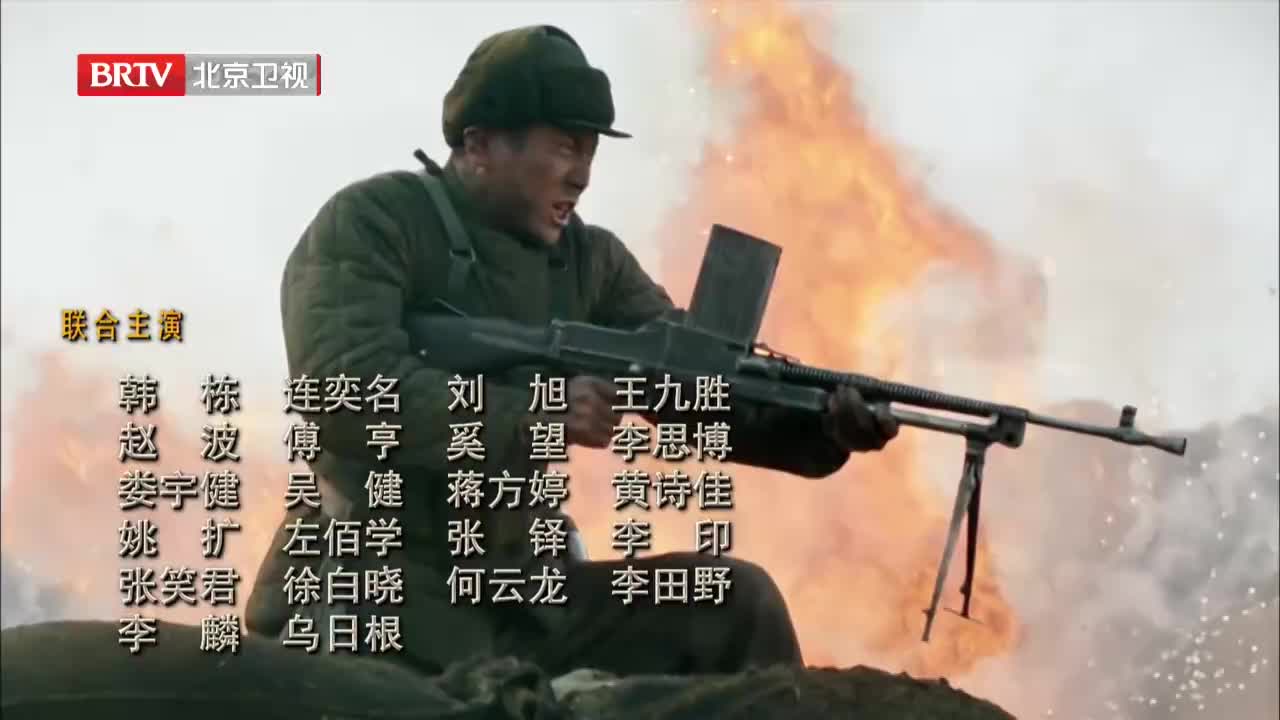 BRTV 北京卫视
联合主演
韩 栋 连奕名 刘 旭 王九胜
赵 波 傅 亨 奚 望 李思博
娄宇健 吴 健 蒋方婷 黄诗佳
姚 扩 左佰学 张 铎 李 印
张笑君 徐白晓 何云龙 李田野
李 麟 乌日根